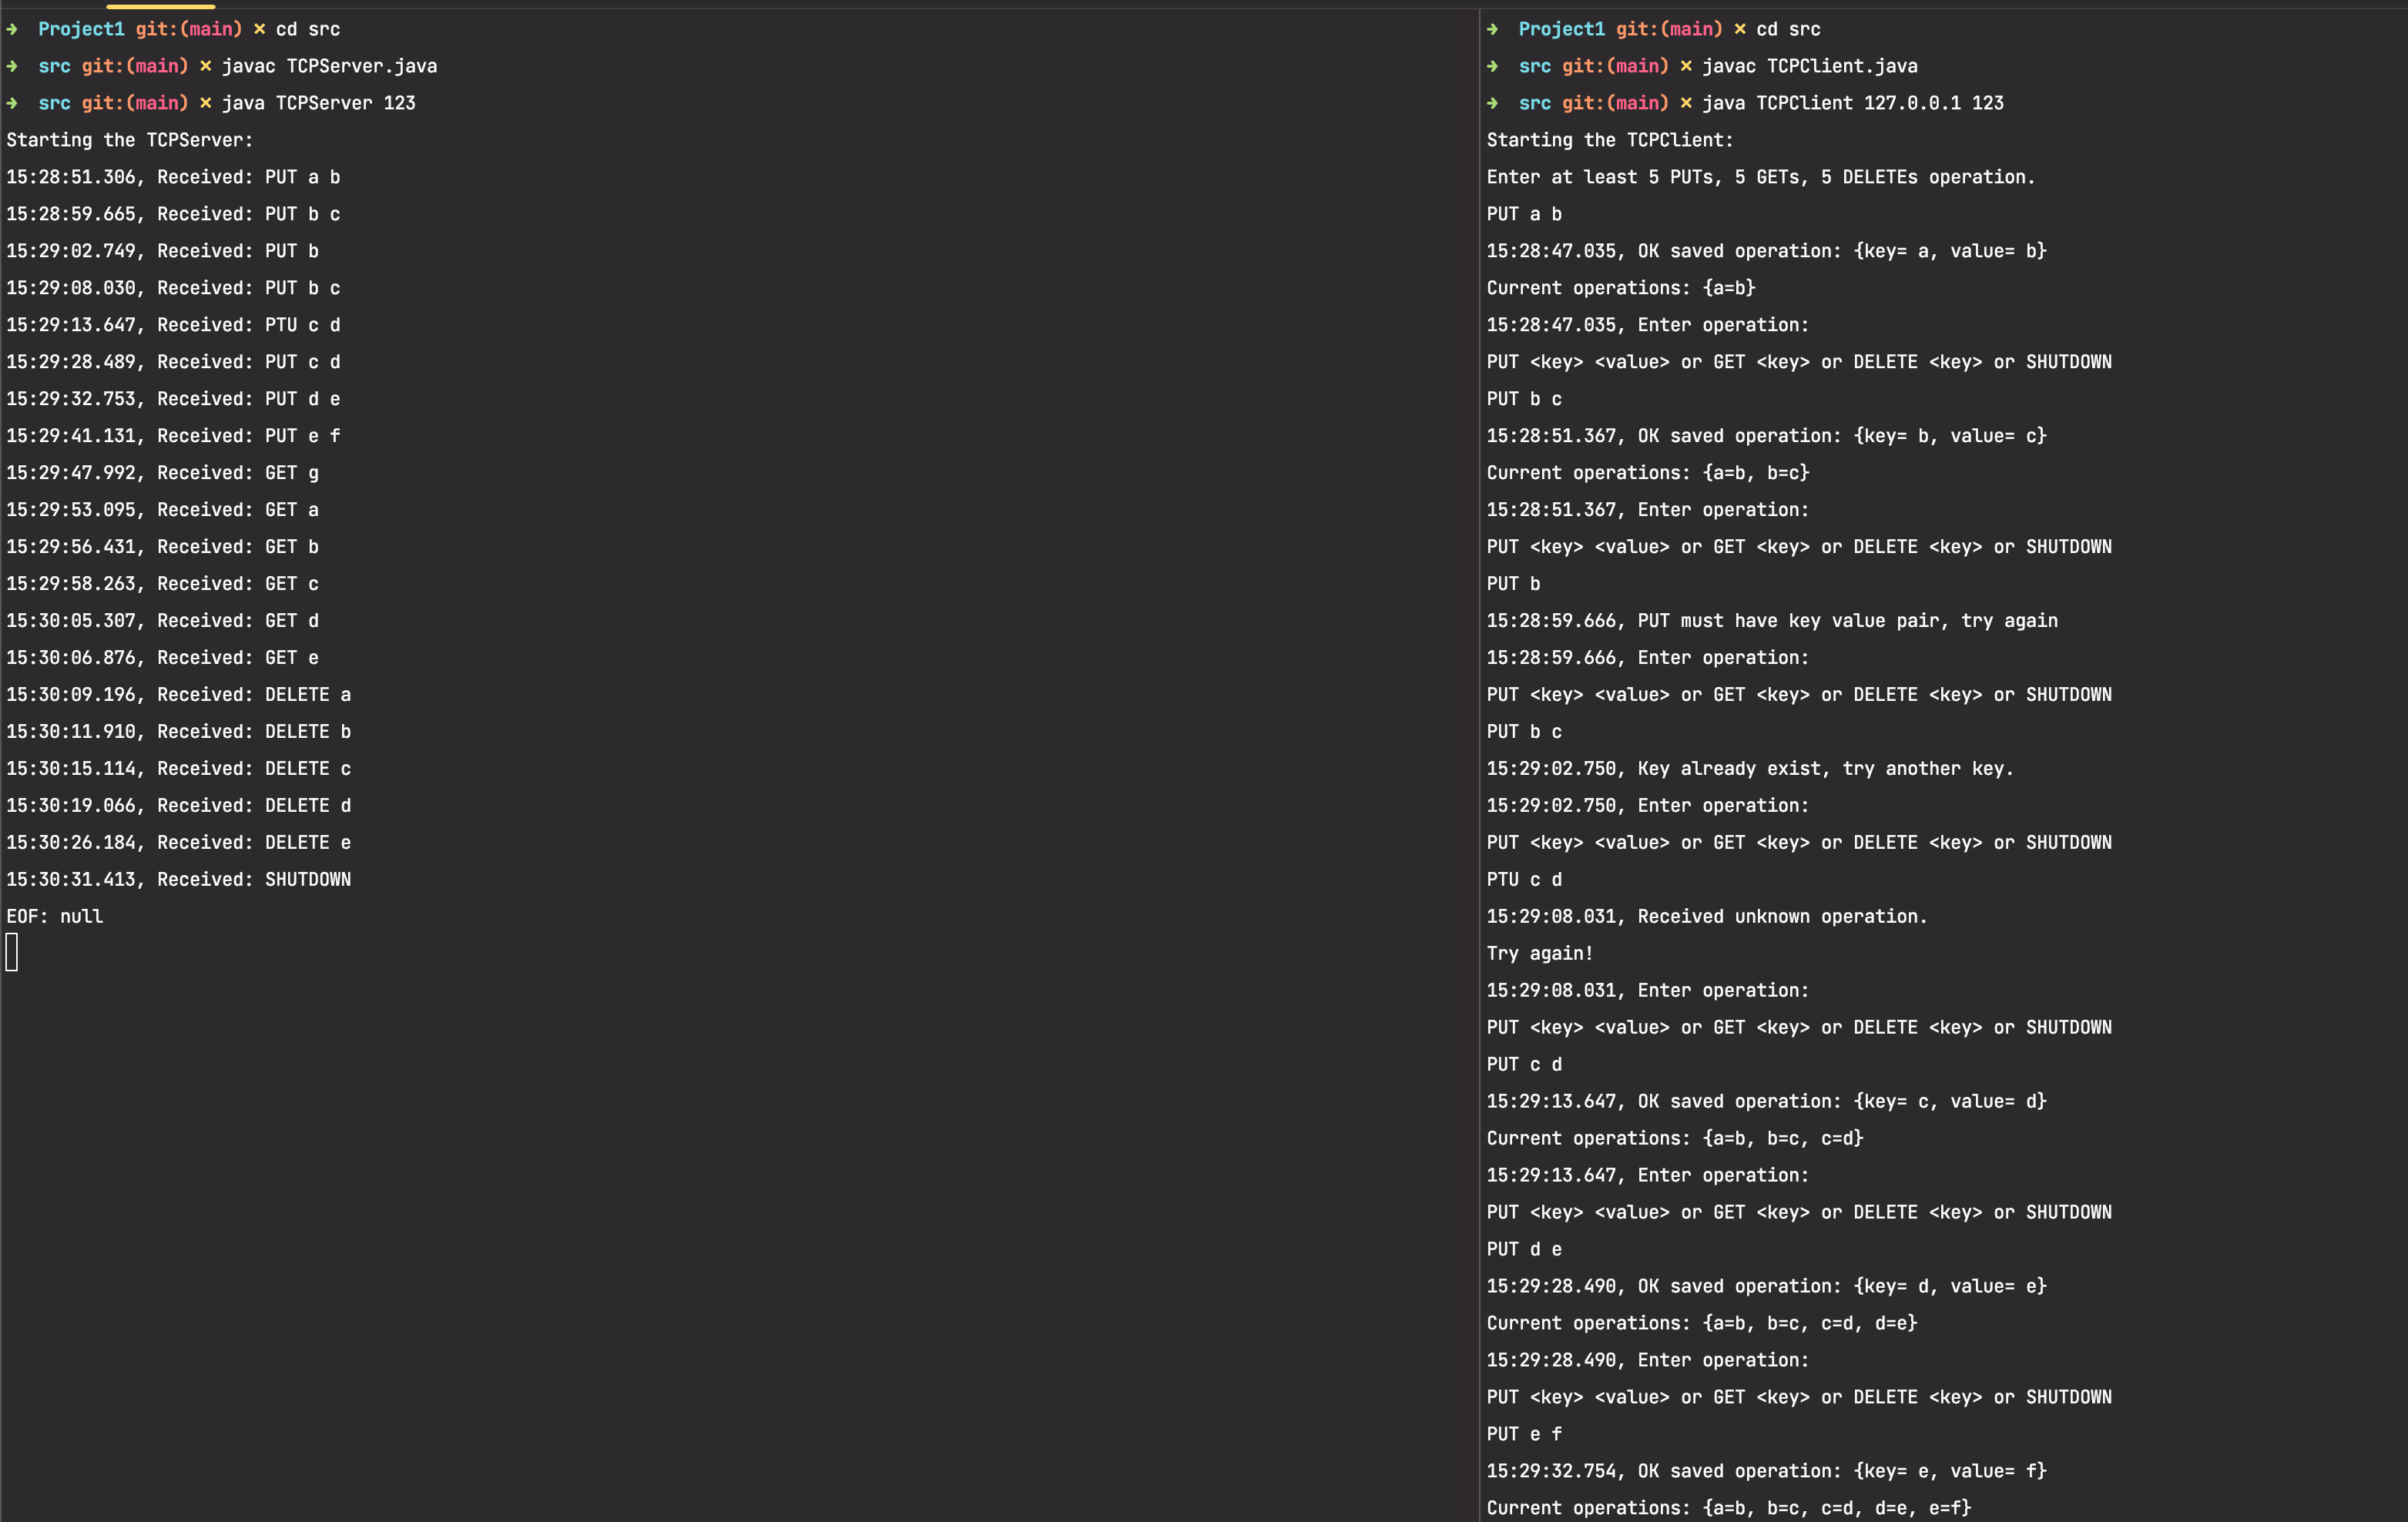 ➜  Project1 git:(main) ✗ cd src
➜  src git:(main) ✗ javac TCPServer.java
➜  src git:(main) ✗ java TCPServer 123
Starting the TCPServer:
15:28:51.306, Received: PUT a b
15:28:59.665, Received: PUT b c
15:29:02.749, Received: PUT b
15:29:08.030, Received: PUT b c
15:29:13.647, Received: PTU c d
15:29:28.489, Received: PUT c d
15:29:32.753, Received: PUT d e
15:29:41.131, Received: PUT e f
15:29:47.992, Received: GET g
15:29:53.095, Received: GET a
15:29:56.431, Received: GET b
15:29:58.263, Received: GET c
15:30:05.307, Received: GET d
15:30:06.876, Received: GET e
15:30:09.196, Received: DELETE a
15:30:11.910, Received: DELETE b
15:30:15.114, Received: DELETE c
15:30:19.066, Received: DELETE d
15:30:26.184, Received: DELETE e
15:30:31.413, Received: SHUTDOWN
EOF: null
➜  Project1 git:(main) ✗ cd src
➜  src git:(main) ✗ javac TCPClient.java
➜  src git:(main) ✗ java TCPClient 127.0.0.1 123
Starting the TCPClient:
Enter at least 5 PUTs, 5 GETs, 5 DELETEs operation.
PUT a b
15:28:47.035, OK saved operation: {key= a, value= b}
Current operations: {a=b}
15:28:47.035, Enter operation:
PUT <key> <value> or GET <key> or DELETE <key> or SHUTDOWN
PUT b c
15:28:51.367, OK saved operation: {key= b, value= c}
Current operations: {a=b, b=c}
15:28:51.367, Enter operation:
PUT <key> <value> or GET <key> or DELETE <key> or SHUTDOWN
PUT b
15:28:59.666, PUT must have key value pair, try again
15:28:59.666, Enter operation:
PUT <key> <value> or GET <key> or DELETE <key> or SHUTDOWN
PUT b c
15:29:02.750, Key already exist, try another key.
15:29:02.750, Enter operation:
PUT <key> <value> or GET <key> or DELETE <key> or SHUTDOWN
PTU c d
15:29:08.031, Received unknown operation.
Try again!
15:29:08.031, Enter operation:
PUT <key> <value> or GET <key> or DELETE <key> or SHUTDOWN
PUT c d
15:29:13.647, OK saved operation: {key= c, value= d}
Current operations: {a=b, b=c, c=d}
15:29:13.647, Enter operation:
PUT <key> <value> or GET <key> or DELETE <key> or SHUTDOWN
PUT d e
15:29:28.490, OK saved operation: {key= d, value= e}
Current operations: {a=b, b=c, c=d, d=e}
15:29:28.490, Enter operation:
PUT <key> <value> or GET <key> or DELETE <key> or SHUTDOWN
PUT e f
15:29:32.754, OK saved operation: {key= e, value= f}
Current operations: {a=b, b=c, c=d, d=e, e=f}